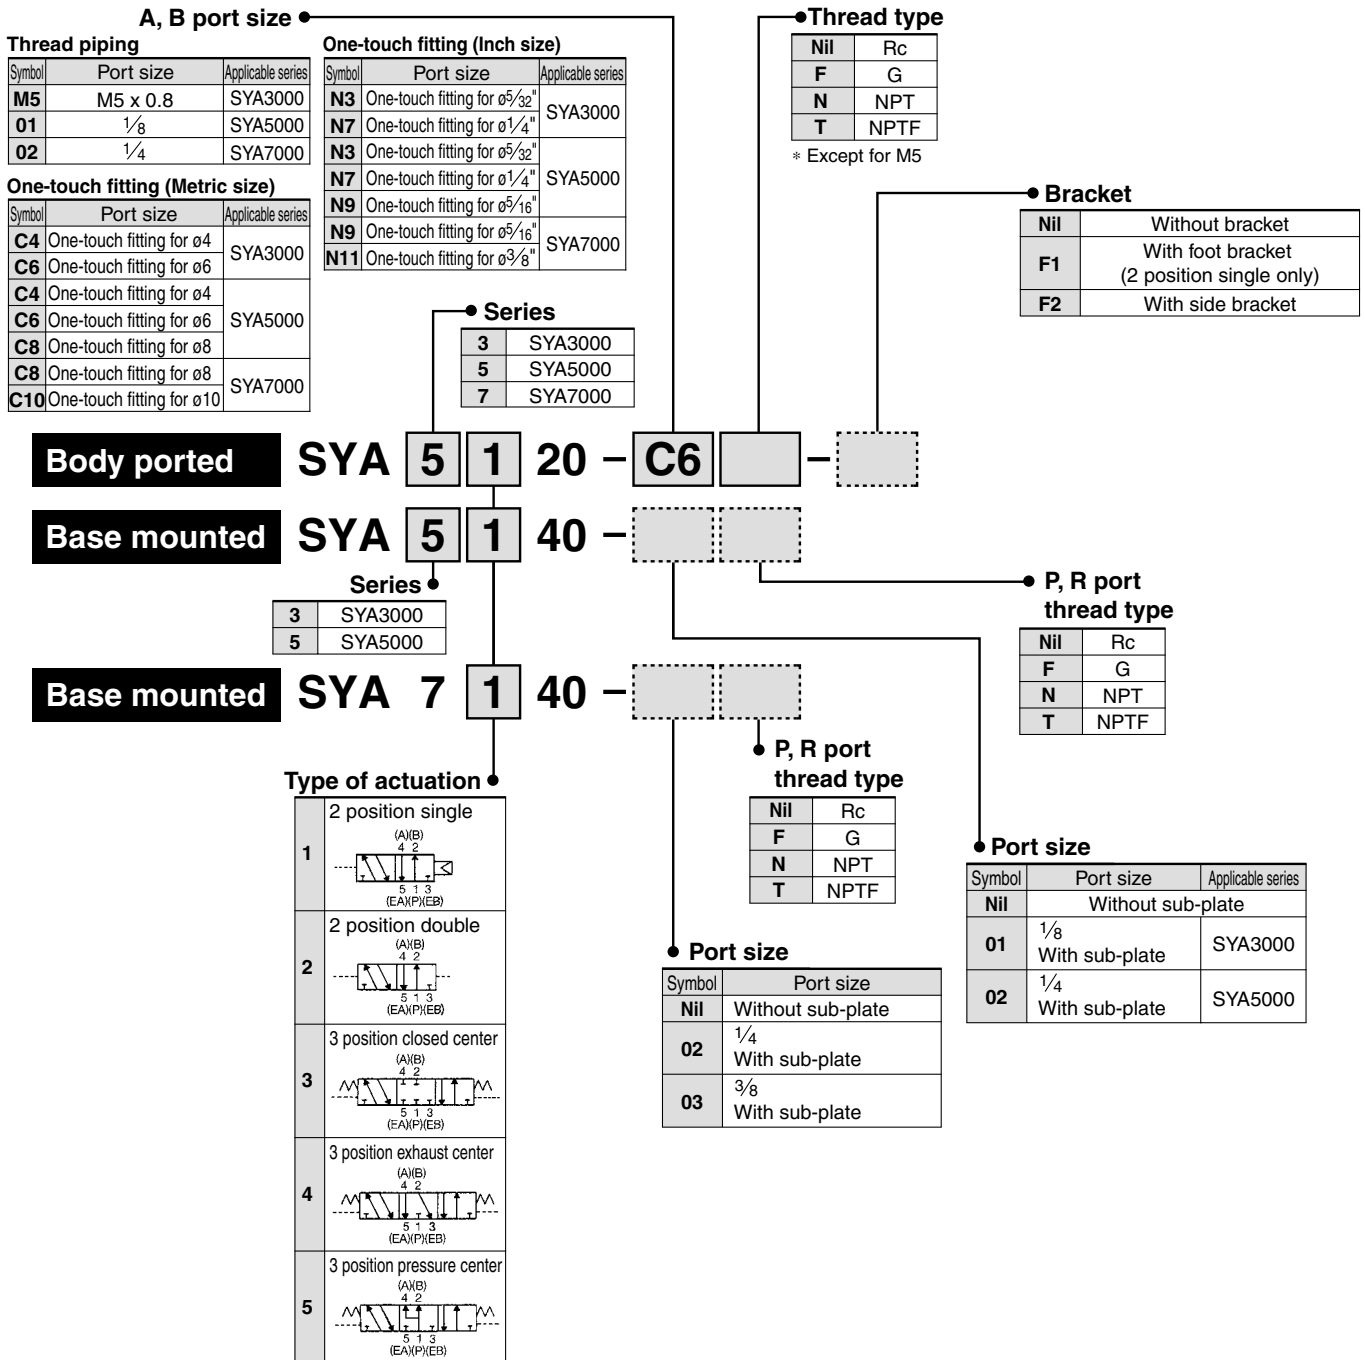 A, B port size
Thread piping
Symbol Port size Applicable series
M5 M5 x 0.8 SYA3000
01 1/8 SYA5000
02 1/4 SYA7000
One-touch fitting (Metric size)
Symbol Port size Applicable series
C4 One-touch fitting for ø4 SYA3000
C6 One-touch fitting for ø6
C4 One-touch fitting for ø4
C6 One-touch fitting for ø6 SYA5000
C8 One-touch fitting for ø8
C8 One-touch fitting for ø8 SYA7000
C10 One-touch fitting for ø10
One-touch fitting (Inch size)
Symbol Port size Applicable series
N3 One-touch fitting for ø5/32" SYA3000
N7 One-touch fitting for ø1/4"
N3 One-touch fitting for ø5/32"
N7 One-touch fitting for ø1/4" SYA5000
N9 One-touch fitting for ø5/16"
N9 One-touch fitting for ø5/16" SYA7000
N11 One-touch fitting for ø3/8"
Thread type
Nil Rc
F G
N NPT
T NPTF
* Except for M5
Bracket
Nil Without bracket
F1 With foot bracket
(2 position single only)
F2 With side bracket
Series
3 SYA3000
5 SYA5000
7 SYA7000
Body ported SYA 5 1 20 - C6 -
Base mounted SYA 5 1 40 -
Series
3 SYA3000
5 SYA5000
Base mounted SYA 7 1 40 -
P, R port
thread type
Nil Rc
F G
N NPT
T NPTF
P, R port
thread type
Nil Rc
F G
N NPT
T NPTF
Port size
Symbol Port size Applicable series
Nil Without sub-plate
01 1/8
With sub-plate SYA3000
02 1/4
With sub-plate SYA5000
Port size
Symbol Port size
Nil Without sub-plate
02 1/4
With sub-plate
03 3/8
With sub-plate
Type of actuation
1 2 position single
(A)(B)
4 2
5 1 3
(EA)(P)(EB)
2 2 position double
(A)(B)
4 2
5 1 3
(EA)(P)(EB)
3 3 position closed center
(A)(B)
4 2
5 1 3
(EA)(P)(EB)
4 3 position exhaust center
(A)(B)
4 2
5 1 3
(EA)(P)(EB)
5 3 position pressure center
(A)(B)
4 2
5 1 3
(EA)(P)(EB)